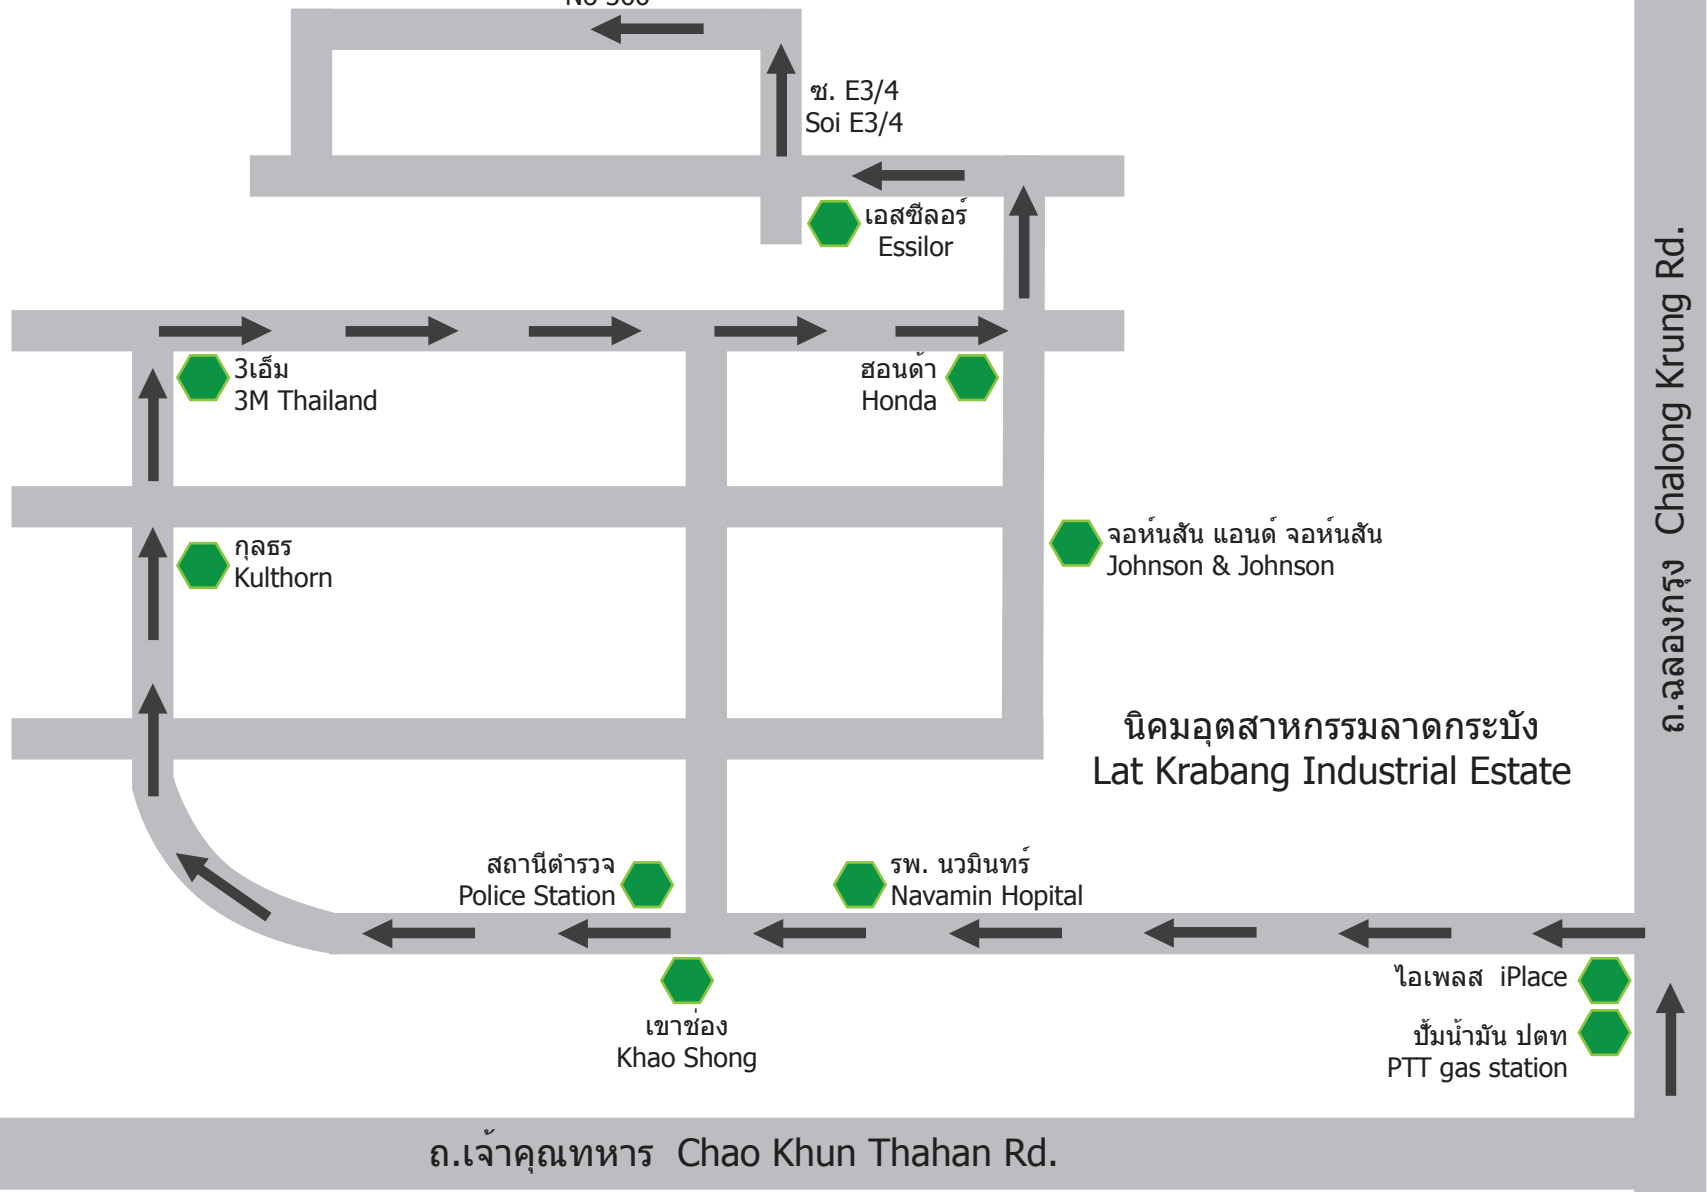 ซ. E3/4
Soi E3/4
เอสซีลอร์
Essilor
3เอ็ม
3M Thailand
ฮอนด้า
Honda
กุลธร
Kulthorn
จอห์นสัน แอนด์ จอห์นสัน
Johnson & Johnson
ถ.ฉลองกรุง Chalong Krung Rd.
นิคมอุตสาหกรรมลาดกระบัง
Lat Krabang Industrial Estate
สถานีตำรวจ
Police Station
รพ. นวมินทร์
Navamin Hopital
เขาช่อง
Khao Shong
ไอเพลส iPlace
ปั้มน้ำมัน ปตท
PTT gas station
ถ.เจ้าคุณทหาร Chao Khun Thahan Rd.